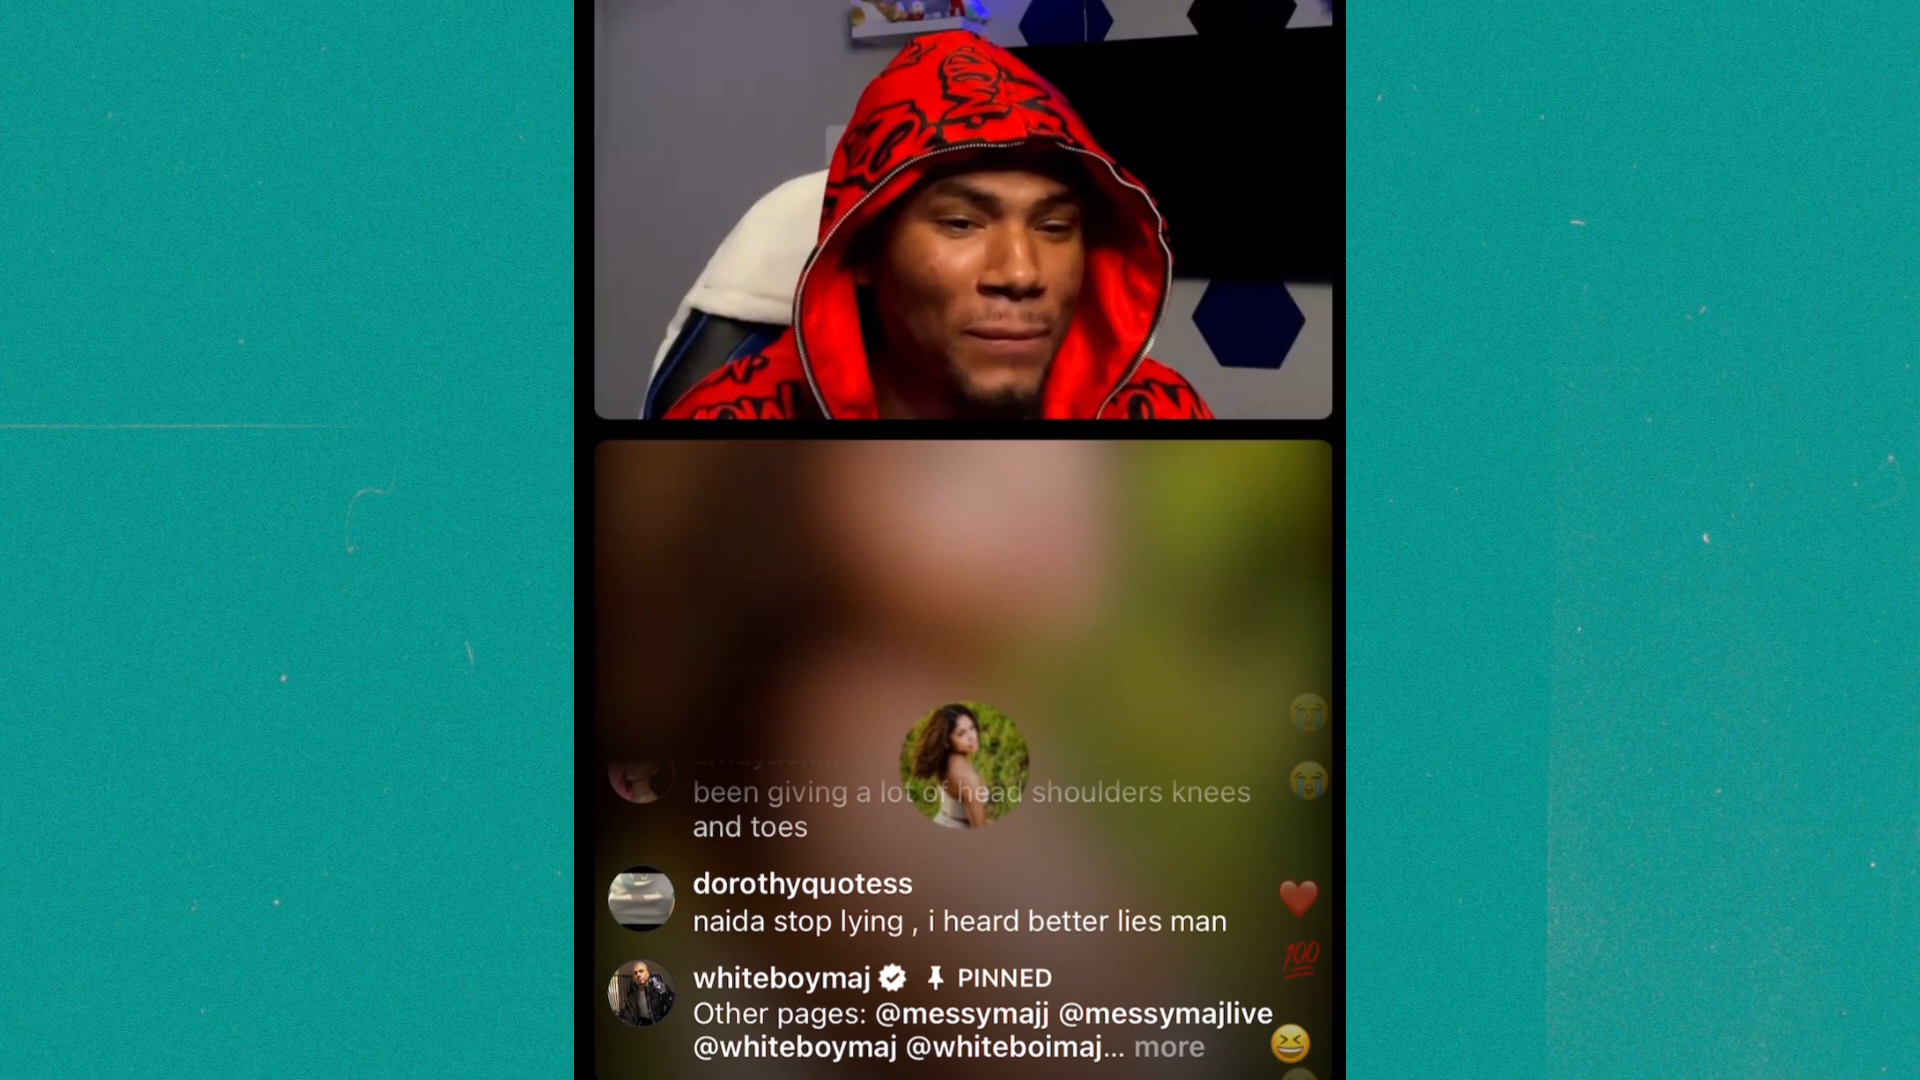 been giving a lot of head shoulders knees
and toes
dorothyquotess
naida stop lying , i heard better lies man
whiteboymaj PINNED
Other pages: @messymajj @messymajlive
@whiteboymaj @whiteboimaj... more
💯